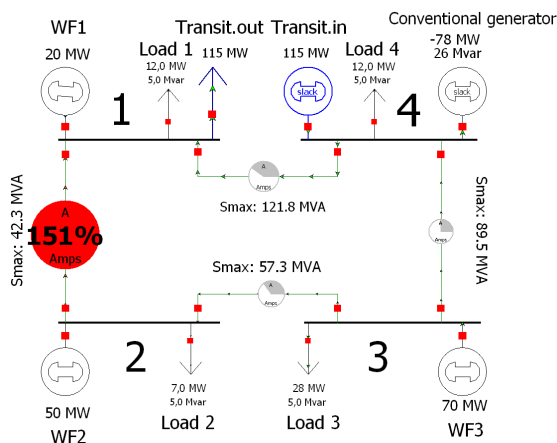 WF1
20 MW
Transit.out
115 MW
Load 1
12,0 MW
5,0 Mvar
Transit.in
115 MW
slack
Load 4
12,0 MW
5,0 Mvar
Conventional generator
-78 MW
26 Mvar
slack
1
4
A
Amps
Smax: 121.8 MVA
Smax: 42.3 MVA
A
151%
Amps
Smax: 89.5 MVA
A
Amps
Smax: 57.3 MVA
A
Amps
2
3
50 MW
WF2
7,0 MW
5,0 Mvar
Load 2
28 MW
5,0 Mvar
Load 3
70 MW
WF3